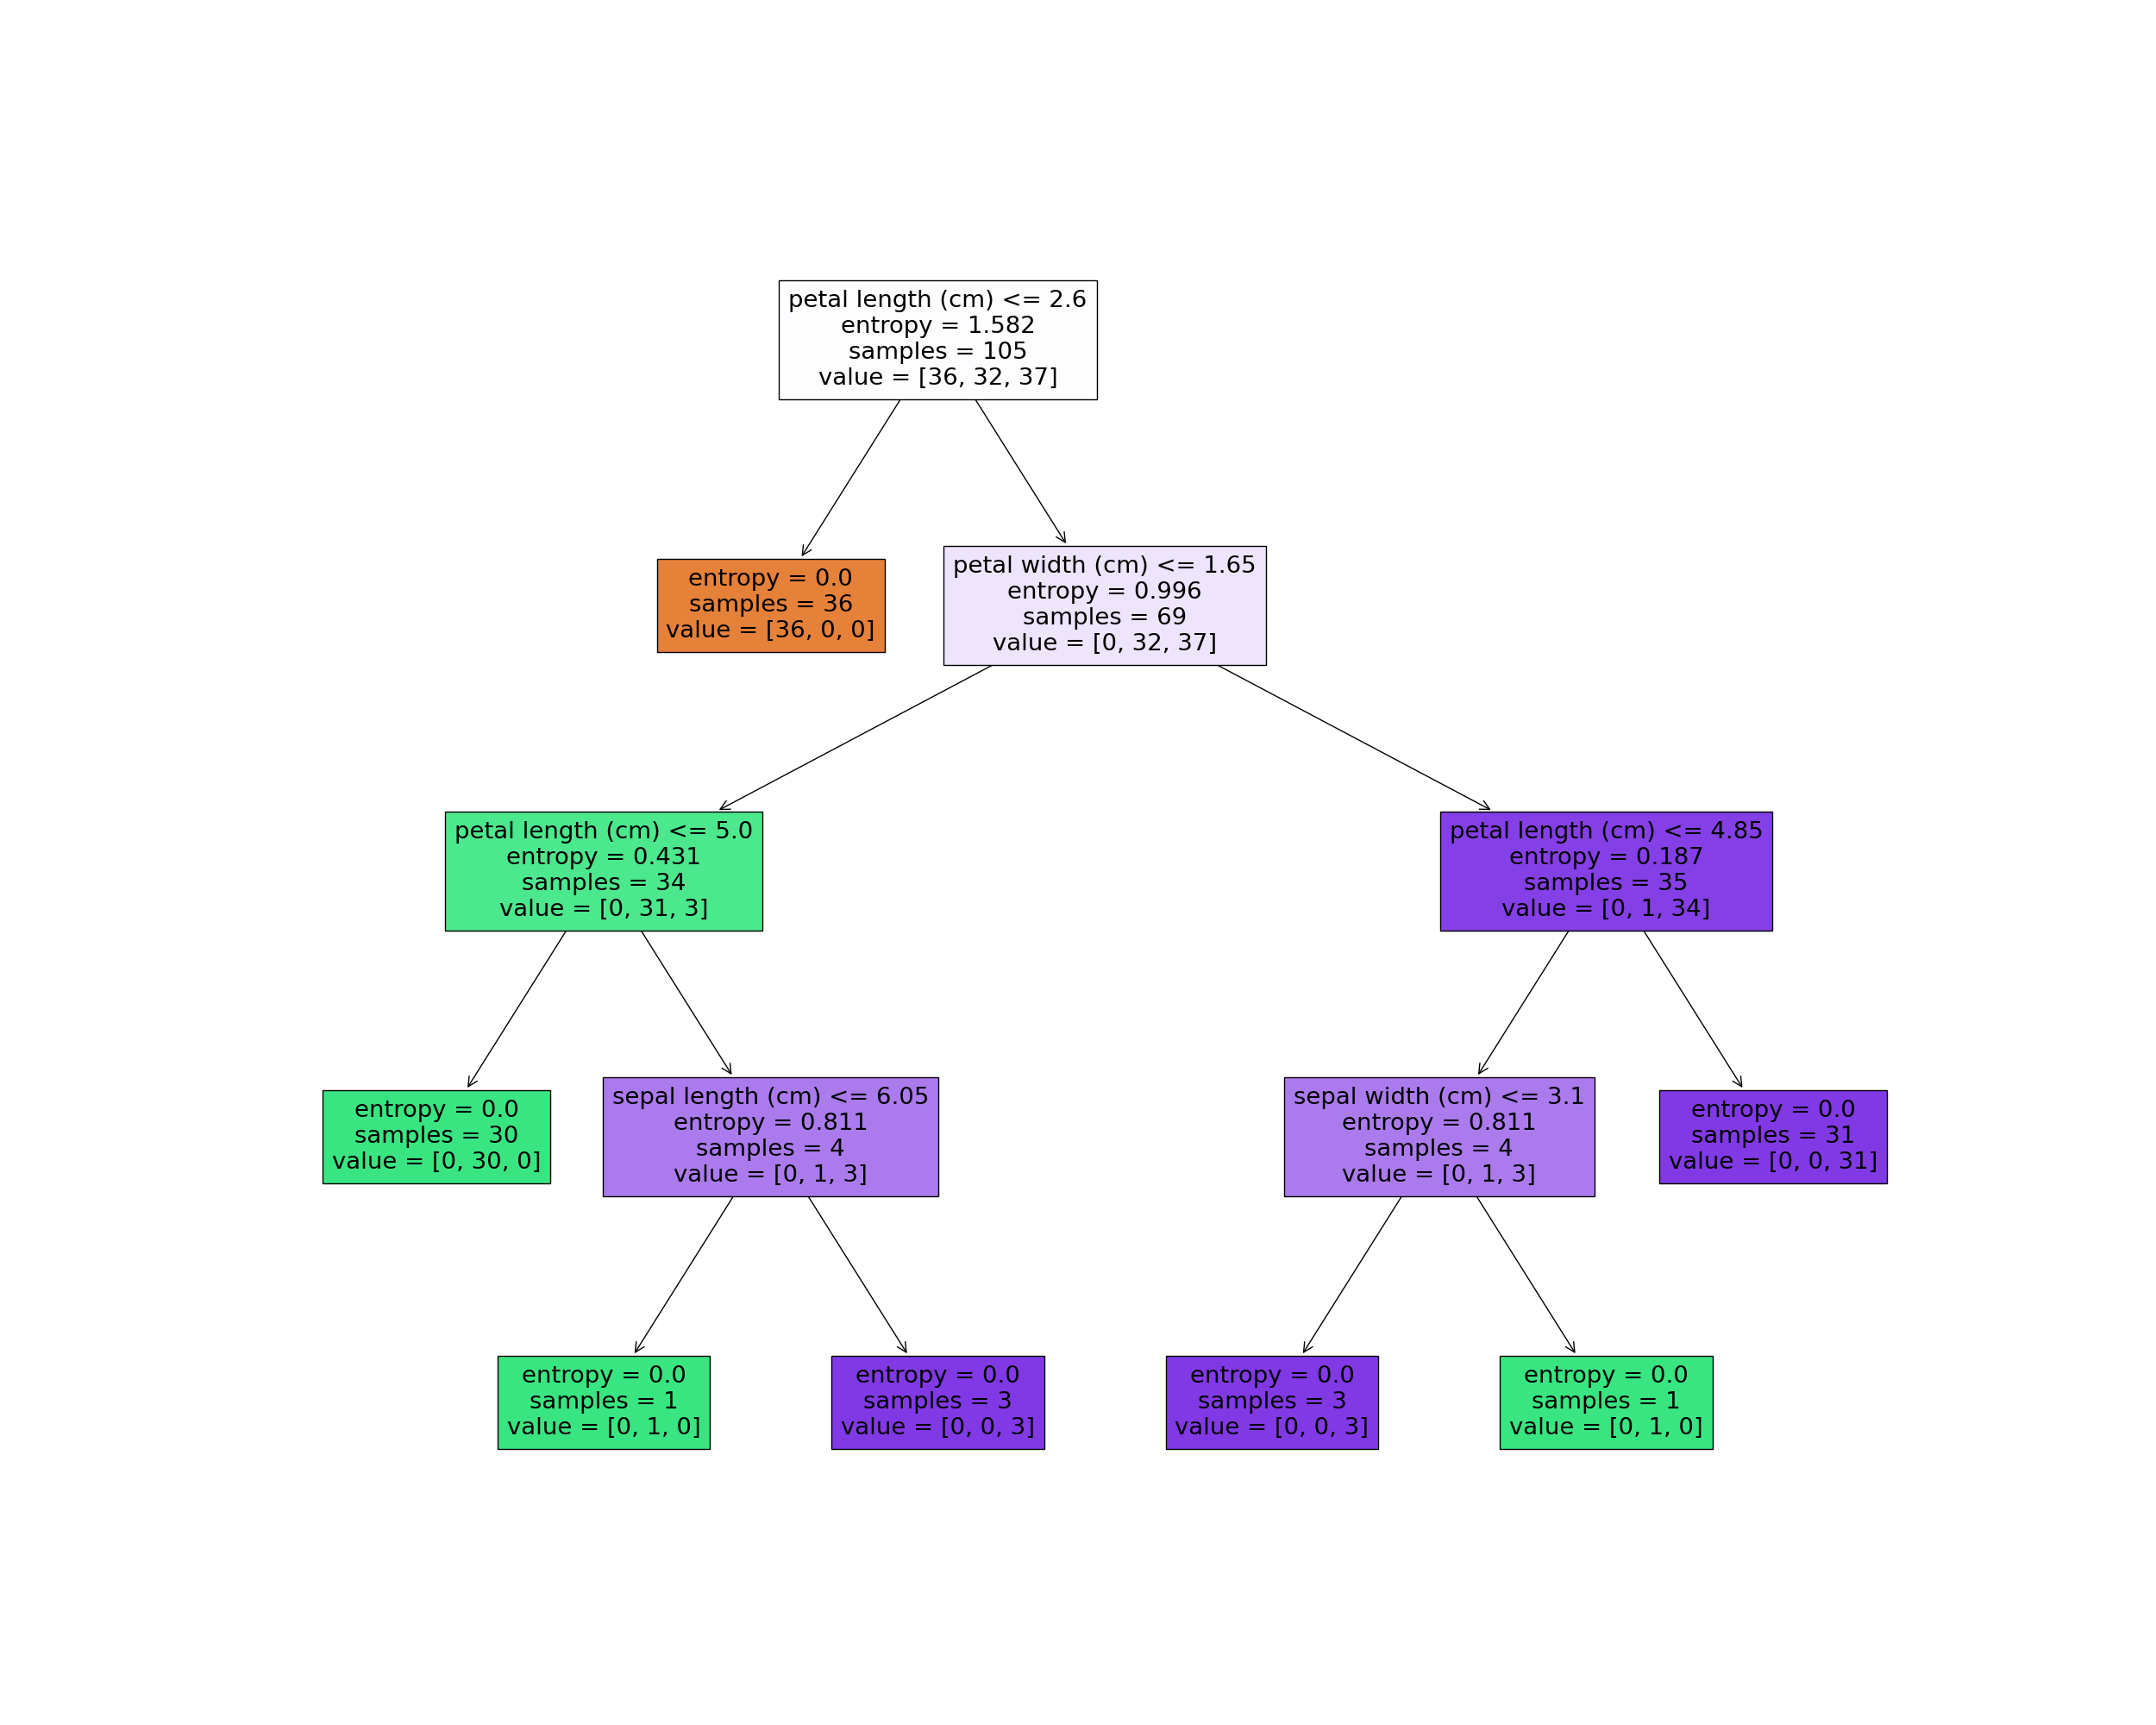 petal length (cm) <= 2.6
entropy = 1.582
samples = 105
value = [36, 32, 37]
entropy = 0.0
samples = 36
value = [36, 0, 0]
petal width (cm) <= 1.65
entropy = 0.996
samples = 69
value = [0, 32, 37]
petal length (cm) <= 5.0
entropy = 0.431
samples = 34
value = [0, 31, 3]
petal length (cm) <= 4.85
entropy = 0.187
samples = 35
value = [0, 1, 34]
entropy = 0.0
samples = 30
value = [0, 30, 0]
sepal length (cm) <= 6.05
entropy = 0.811
samples = 4
value = [0, 1, 3]
sepal width (cm) <= 3.1
entropy = 0.811
samples = 4
value = [0, 1, 3]
entropy = 0.0
samples = 31
value = [0, 0, 31]
entropy = 0.0
samples = 1
value = [0, 1, 0]
entropy = 0.0
samples = 3
value = [0, 0, 3]
entropy = 0.0
samples = 3
value = [0, 0, 3]
entropy = 0.0
samples = 1
value = [0, 1, 0]